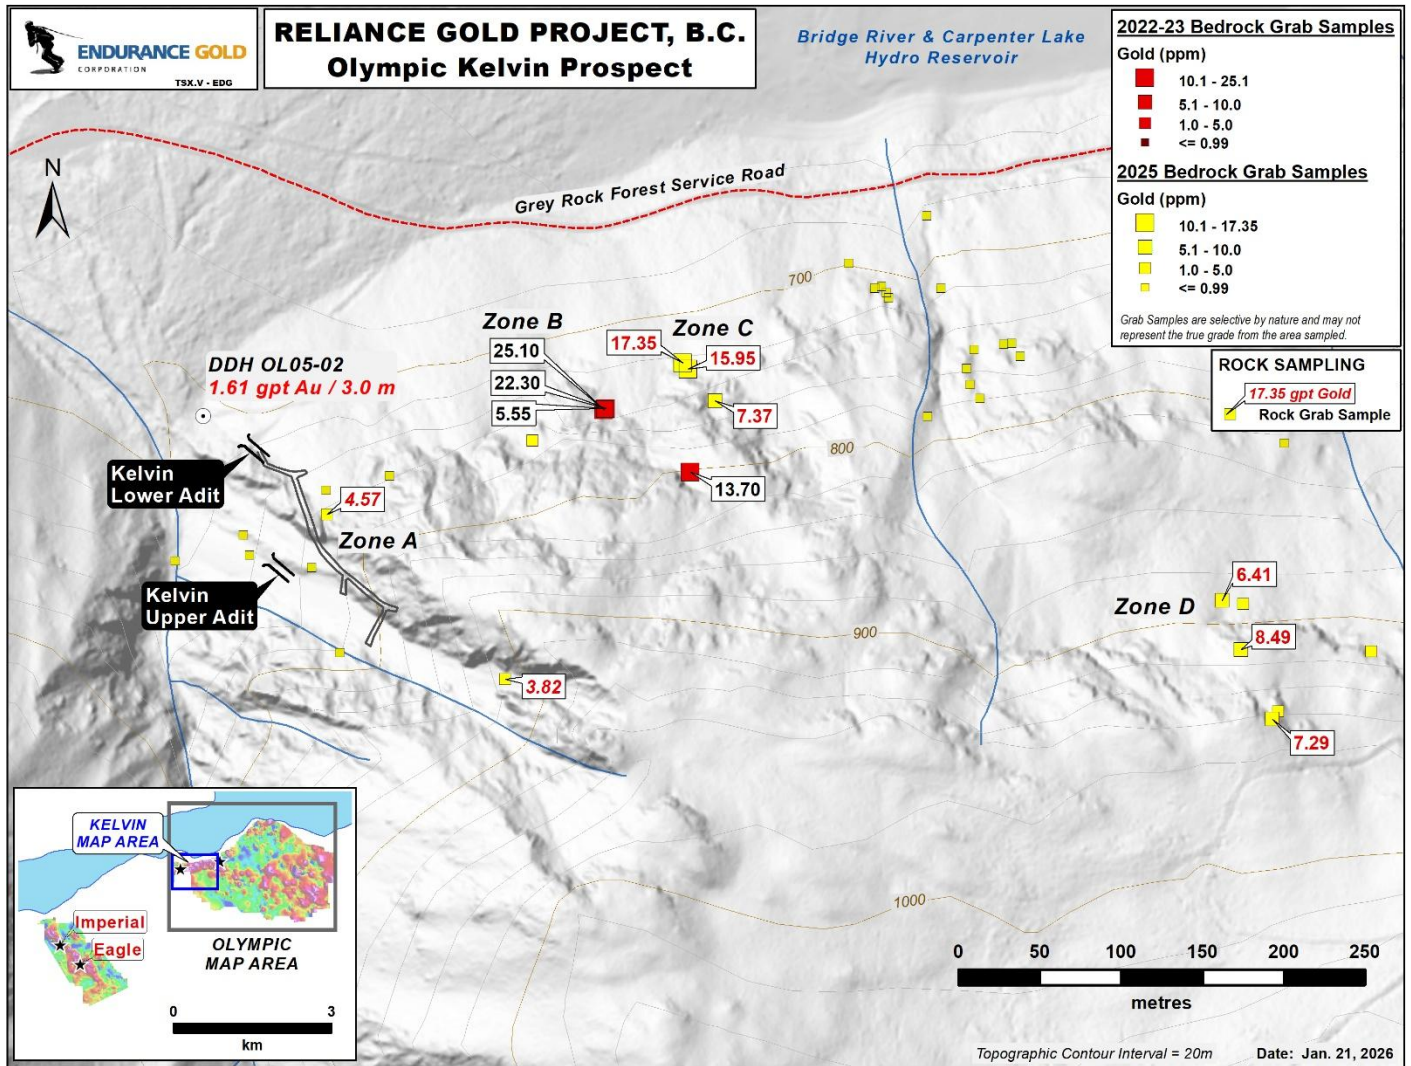 ENDURANCE GOLD
CORPORATION
TSX.V - EDG
RELIANCE GOLD PROJECT, B.C.
Olympic Kelvin Prospect
Bridge River & Carpenter Lake
Hydro Reservoir
2022-23 Bedrock Grab Samples
Gold (ppm)
10.1 - 25.1
5.1 - 10.0
1.0 - 5.0
<= 0.99
2025 Bedrock Grab Samples
Gold (ppm)
10.1 - 17.35
5.1 - 10.0
1.0 - 5.0
<= 0.99
Grab Samples are selective by nature and may not
represent the true grade from the area sampled.
ROCK SAMPLING
17.35 gpt Gold
Rock Grab Sample
N
Grey Rock Forest Service Road
700
Zone B
25.10
22.30
5.55
Zone C
17.35
15.95
7.37
DDH OL05-02
1.61 gpt Au / 3.0 m
800
13.70
Kelvin
Lower Adit
4.57
Zone A
Kelvin
Upper Adit
3.82
900
Zone D
6.41
8.49
7.29
1000
KELVIN
MAP AREA
Imperial
Eagle
OLYMPIC
MAP AREA
0 3
km
0 50 100 150 200 250
metres
Topographic Contour Interval = 20m
Date: Jan. 21, 2026